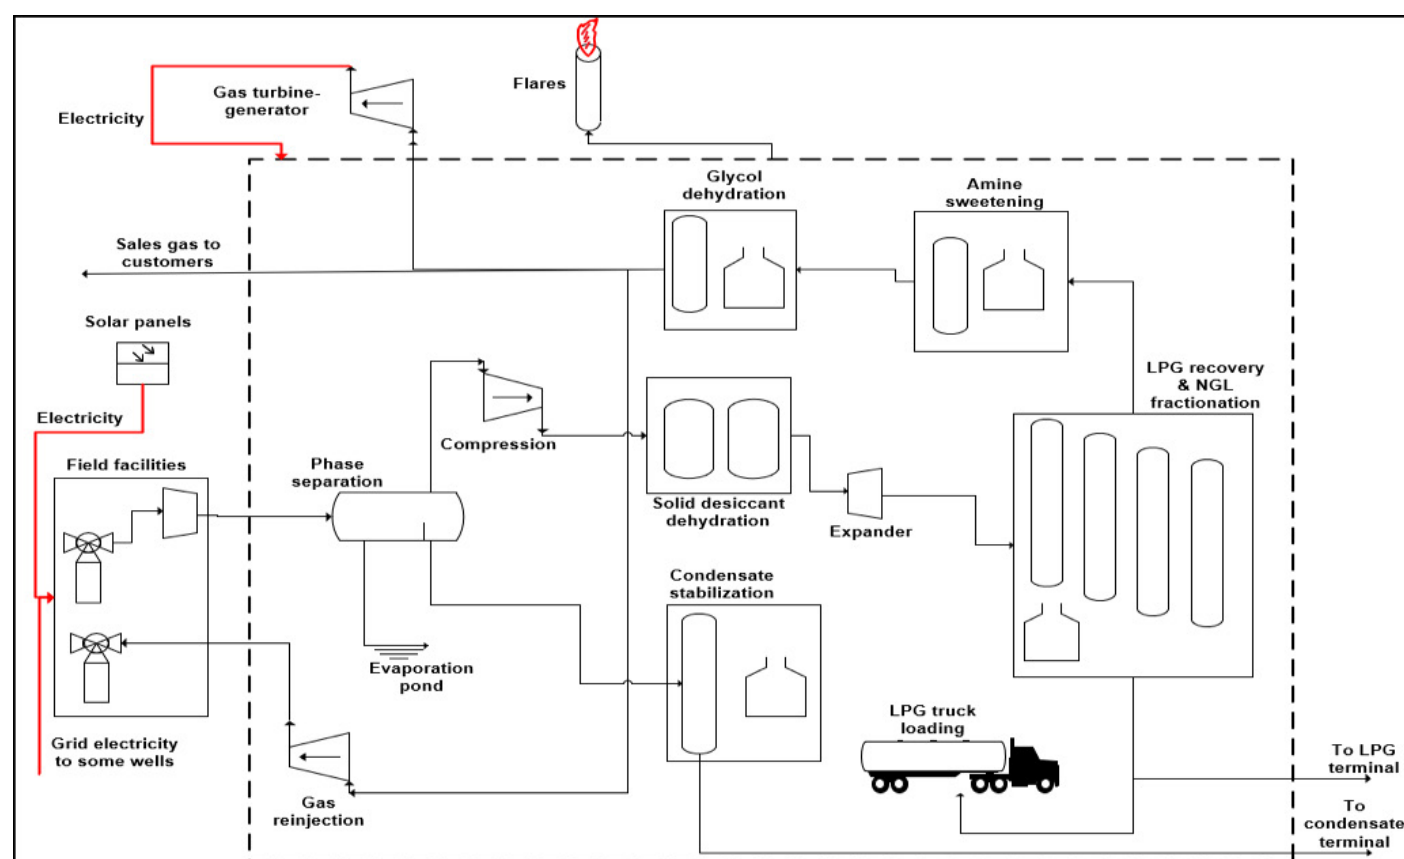 Flares
Gas turbine-
generator
Electricity
Glycol
dehydration
Amine
sweetening
Sales gas to
customers
Solar panels
LPG recovery
& NGL
fractionation
Electricity
Compression
Field facilities
Phase
separation
Solid desiccant
dehydration
Expander
Condensate
stabilization
Evaporation
pond
LPG truck
loading
Grid electricity
to some wells
To LPG
terminal
Gas
reinjection
To
condensate
terminal